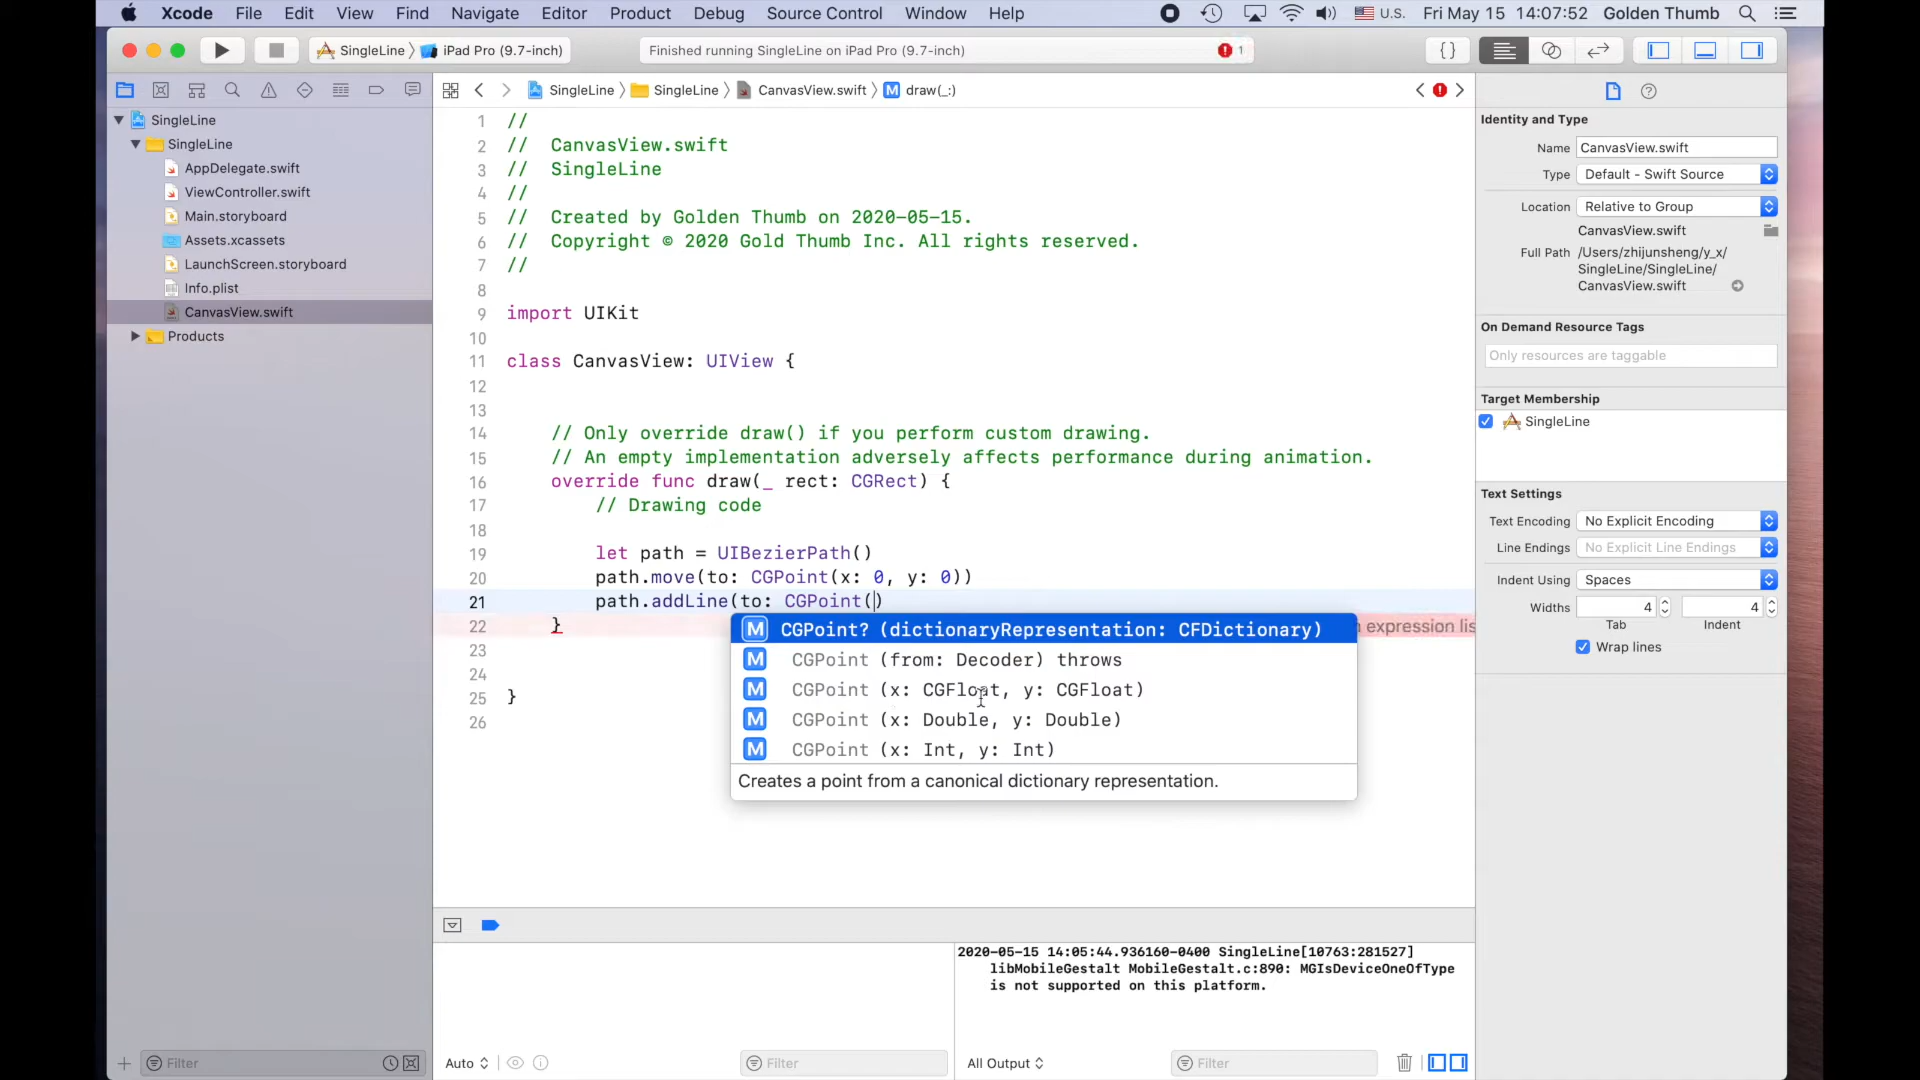 Xcode File Edit View Find Navigate Editor Product Debug Source Control Window Help U.S. Fri May 15 14:07:52 Golden Thumb
SingleLine iPad Pro (9.7-inch) Finished running SingleLine on iPad Pro (9.7-inch) 1 {}
SingleLine SingleLine CanvasView.swift M draw(_:)
SingleLine
SingleLine
AppDelegate.swift
ViewController.swift
Main.storyboard
Assets.xcassets
LaunchScreen.storyboard
Info.plist
CanvasView.swift
Products
Filter
1 //
2 // CanvasView.swift
3 // SingleLine
4 //
5 // Created by Golden Thumb on 2020-05-15.
6 // Copyright © 2020 Gold Thumb Inc. All rights reserved.
7 //
8
9 import UIKit
10
11 class CanvasView: UIView {
12
13
14 // Only override draw() if you perform custom drawing.
15 // An empty implementation adversely affects performance during animation.
16 override func draw(_ rect: CGRect) {
17 // Drawing code
18
19 let path = UIBezierPath()
20 path.move(to: CGPoint(x: 0, y: 0))
21 path.addLine(to: CGPoint()
22 } expression lis
23
24
25 }
26
M CGPoint? (dictionaryRepresentation: CFDictionary)
M CGPoint (from: Decoder) throws
M CGPoint (x: CGFloat, y: CGFloat)
M CGPoint (x: Double, y: Double)
M CGPoint (x: Int, y: Int)
Creates a point from a canonical dictionary representation.
2020-05-15 14:05:44.936160-0400 SingleLine[10763:281527]
libMobileGestalt MobileGestalt.c:890: MGIsDeviceOneOfType
is not supported on this platform.
Auto Filter All Output Filter
Identity and Type
Name CanvasView.swift
Type Default - Swift Source
Location Relative to Group
CanvasView.swift
Full Path /Users/zhijunsheng/y_x/
SingleLine/SingleLine/
CanvasView.swift
On Demand Resource Tags
Only resources are taggable
Target Membership
SingleLine
Text Settings
Text Encoding No Explicit Encoding
Line Endings No Explicit Line Endings
Indent Using Spaces
Widths 4 4
Tab Indent
Wrap lines